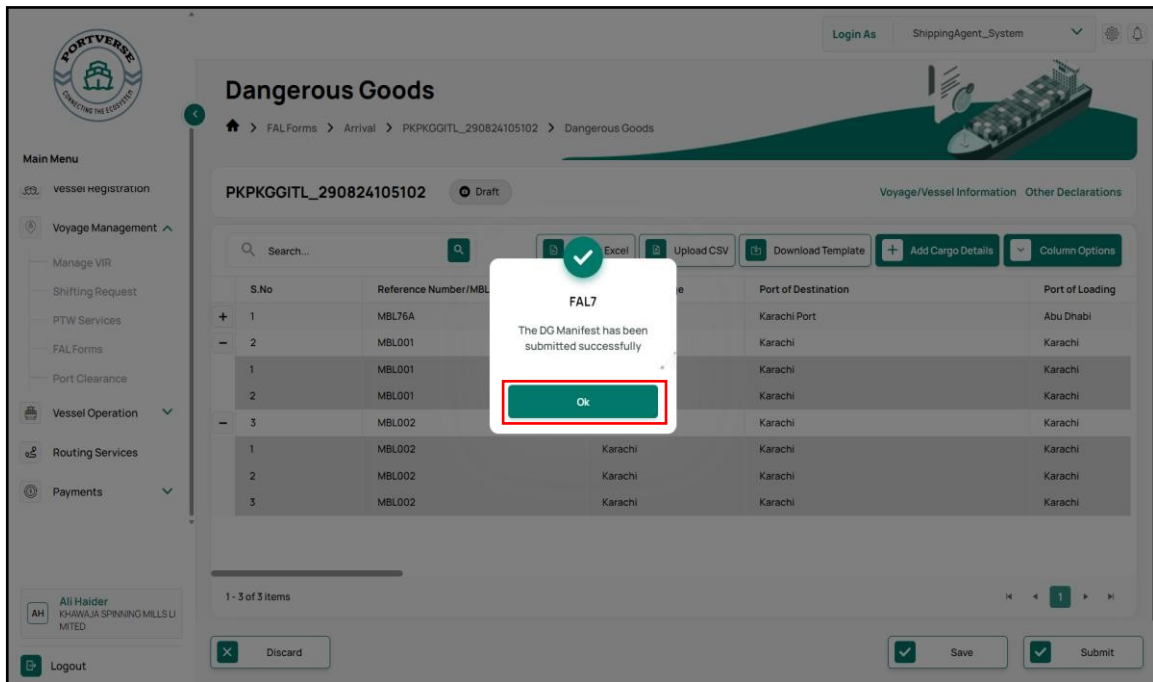 PORTVERSE
CONNECTING THE ECOSYSTEM
Login As
ShippingAgent_System
Dangerous Goods
> FAL Forms > Arrival > PKPKGGITL_290824105102 > Dangerous Goods
Main Menu
Vessel Registration
Voyage Management
Manage VIR
Shifting Request
PTW Services
FAL Forms
Port Clearance
Vessel Operation
Routing Services
Payments
AH
Ali Haider
KHAWAJA SPINNING MILLS LI
MITED
Logout
PKPKGGITL_290824105102
Draft
Voyage/Vessel Information Other Declarations
Search...
Excel
Upload CSV
Download Template
+ Add Cargo Details
Column Options
S.No Reference Number/MBL Port of Destination Port of Loading
+ 1 MBL76A Karachi Port Abu Dhabi
- 2 MBL001 Karachi Karachi
1 MBL001 Karachi Karachi
2 MBL001 Karachi Karachi
- 3 MBL002 Karachi Karachi
1 MBL002 Karachi Karachi Karachi
2 MBL002 Karachi Karachi Karachi
3 MBL002 Karachi Karachi Karachi
FAL7
The DG Manifest has been
submitted successfully
Ok
1 - 3 of 3 items
1
Discard
Save
Submit